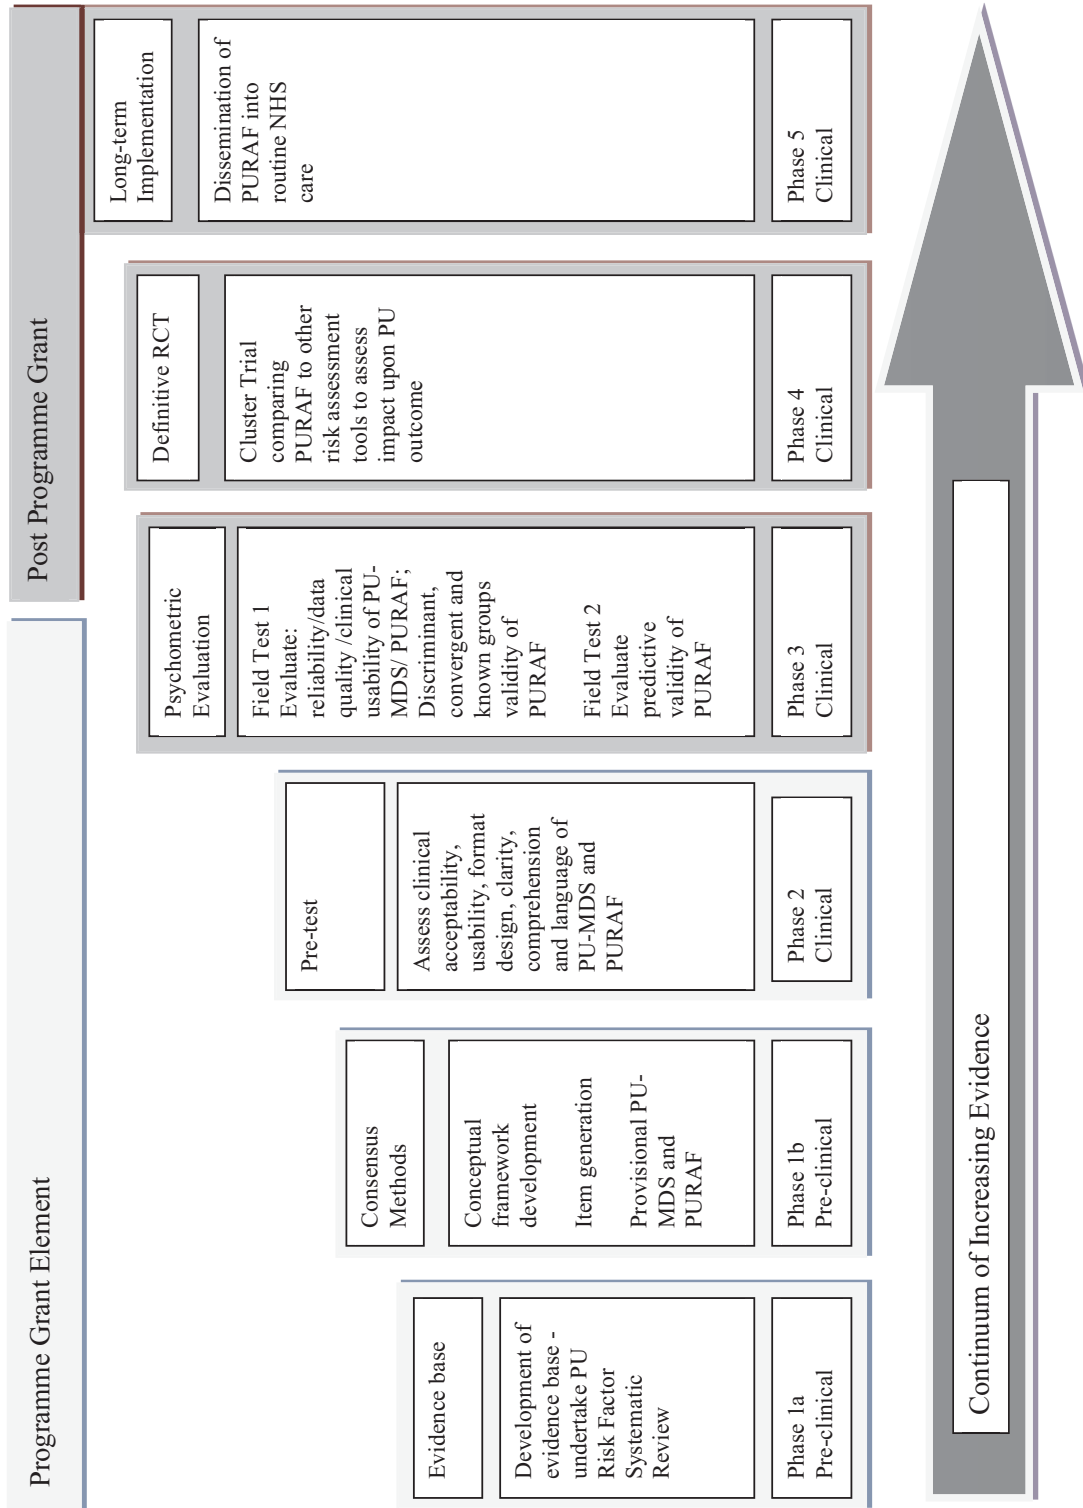 Programme Grant Element
Post Programme Grant
Evidence base
Development of
evidence base -
undertake PU
Risk Factor
Systematic
Review
Phase 1a
Pre-clinical
Consensus
Methods
Conceptual
framework
development
Item generation
Provisional PU-
MDS and
PURAF
Phase 1b
Pre-clinical
Pre-test
Assess clinical
acceptability,
usability, format
design, clarity,
comprehension
and language of
PU-MDS and
PURAF
Phase 2
Clinical
Psychometric
Evaluation
Field Test 1
Evaluate:
reliability/data
quality /clinical
usability of PU-
MDS/ PURAF;
Discriminant,
convergent and
known groups
validity of
PURAF
Field Test 2
Evaluate
predictive
validity of
PURAF
Phase 3
Clinical
Definitive RCT
Cluster Trial
comparing
PURAF to other
risk assessment
tools to assess
impact upon PU
outcome
Phase 4
Clinical
Long-term
Implementation
Dissemination of
PURAF into
routine NHS
care
Phase 5
Clinical
Continuum of Increasing Evidence